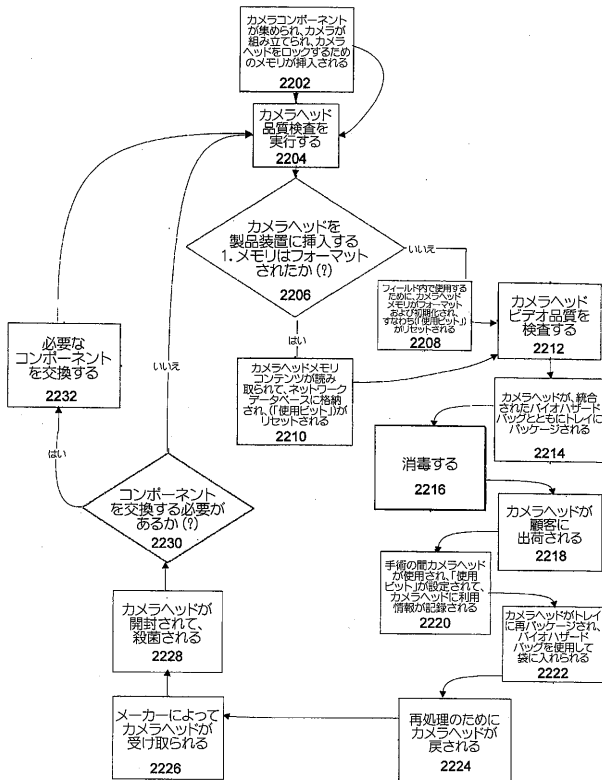 カメラコンポーネント
が集められ、カメラが
組み立てられ、カメラ
ヘッドをロックするため
のメモリが挿入される
2202
カメラヘッド
品質検査を
実行する
2204
カメラヘッドを
製品装置に挿入する
1. メモリはフォーマット
されたか(?)
2206
いいえ
はい
フィールド内で使用する
ために、カメラヘッド
メモリがフォーマット
および初期化され、
すなわち(「使用ビット」)が
リセットされる
2208
カメラヘッドメモリ
コンテンツが読み
取られて、ネットワーク
データベースに格納
され、(「使用ビット」)が
リセットされる
2210
カメラヘッド
ビデオ品質を
検査する
2212
カメラヘッドが、統合
されたバイオハザード
バッグとともにトレイに
パッケージされる
2214
消毒する
2216
カメラヘッドが
顧客に
出荷される
2218
手術の間カメラヘッド
が使用され、「使用
ビット」が設定されて、
カメラヘッドに利用
情報が記録される
2220
カメラヘッドがトレイ
に再パッケージされ、
バイオハザード
バッグを使用して
袋に入れられる
2222
再処理のために
カメラヘッドが
戻される
2224
メーカーによって
カメラヘッドが
受け取られる
2226
カメラヘッドが
開封されて、
殺菌される
2228
コンポーネント
を交換する必要
があるか(?)
2230
はい
いいえ
必要な
コンポーネント
を交換する
2232